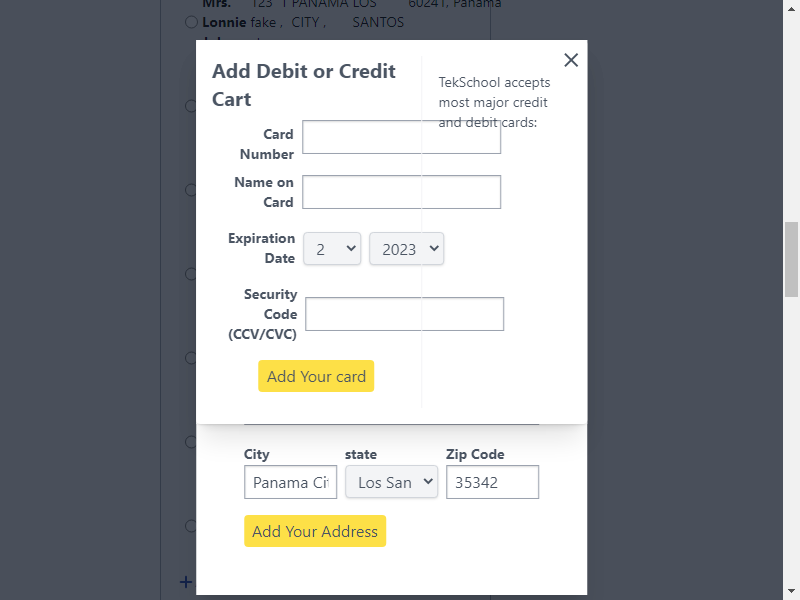 Mrs. 123 1 PANAMA LOS 60241, Panama
Lonnie fake , CITY , SANTOS
Add Debit or Credit
Cart
TekSchool accepts
most major credit
and debit cards:
Card
Number
Name on
Card
Expiration
Date
2
2023
Security
Code
(CCV/CVC)
Add Your card
City
state
Zip Code
Panama Ci
Los San
35342
Add Your Address